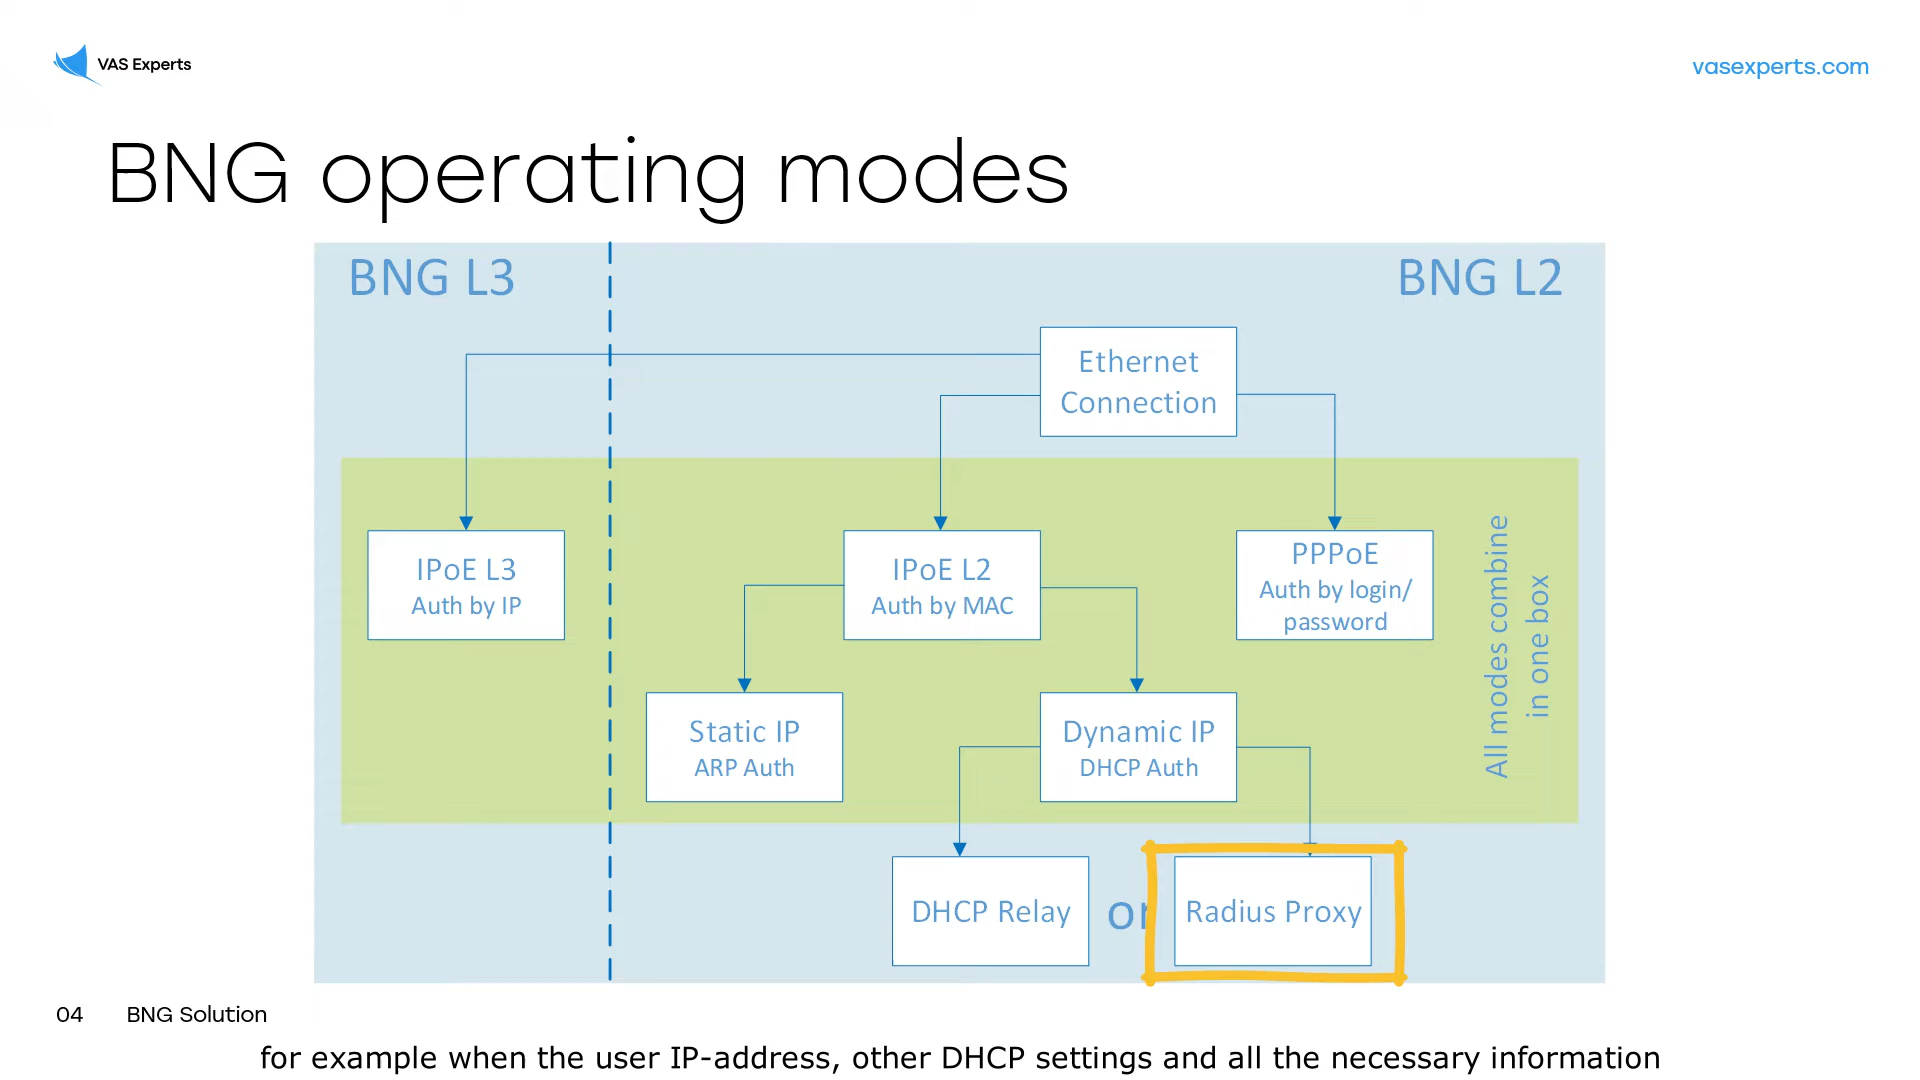 VAS Experts
vasexperts.com
BNG operating modes
BNG L3
BNG L2
Ethernet
Connection
IPoE L3
Auth by IP
IPoE L2
Auth by MAC
PPPoE
Auth by login/
password
All modes combine
in one box
Static IP
ARP Auth
Dynamic IP
DHCP Auth
DHCP Relay
or
Radius Proxy
04
BNG Solution
for example when the user IP-address, other DHCP settings and all the necessary information